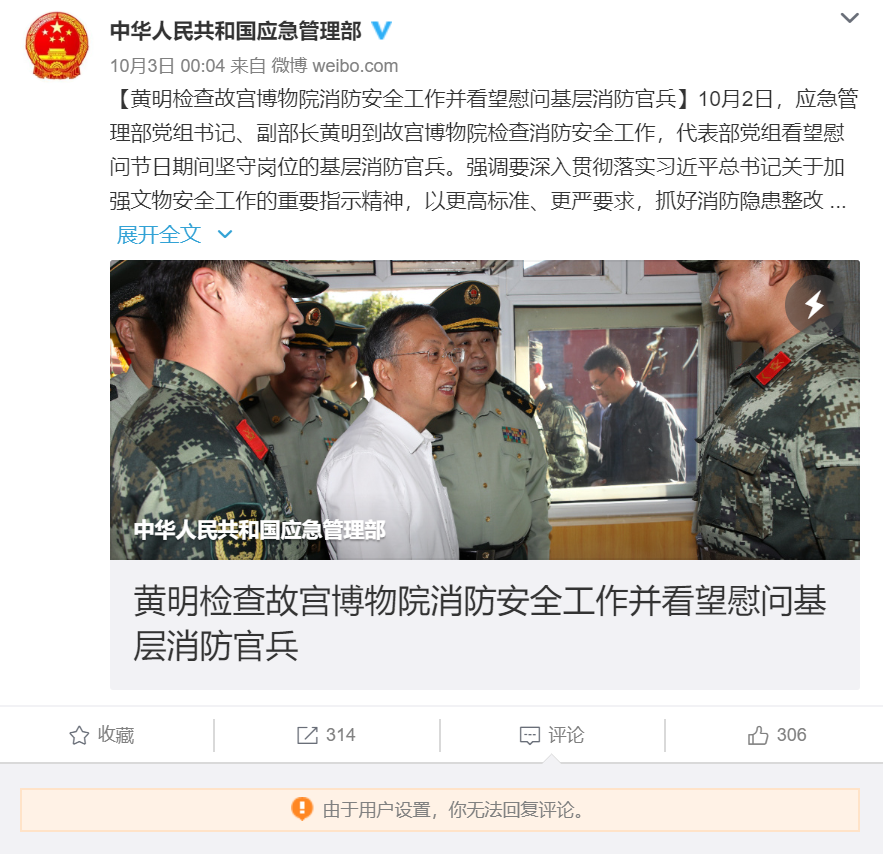 中华人民共和国应急管理部
10月3日 00:04 来自 微博 weibo.com
【黄明检查故宫博物院消防安全工作并看望慰问基层消防官兵】10月2日，应急管
理部党组书记、副部长黄明到故宫博物院检查消防安全工作，代表部党组看望慰
问节日期间坚守岗位的基层消防官兵。强调要深入贯彻落实习近平总书记关于加
强文物安全工作的重要指示精神，以更高标准、更严要求，抓好消防隐患整改 ...
展开全文
中华人民共和国应急管理部
黄明检查故宫博物院消防安全工作并看望慰问基
层消防官兵
收藏
314
评论
306
由于用户设置，你无法回复评论。